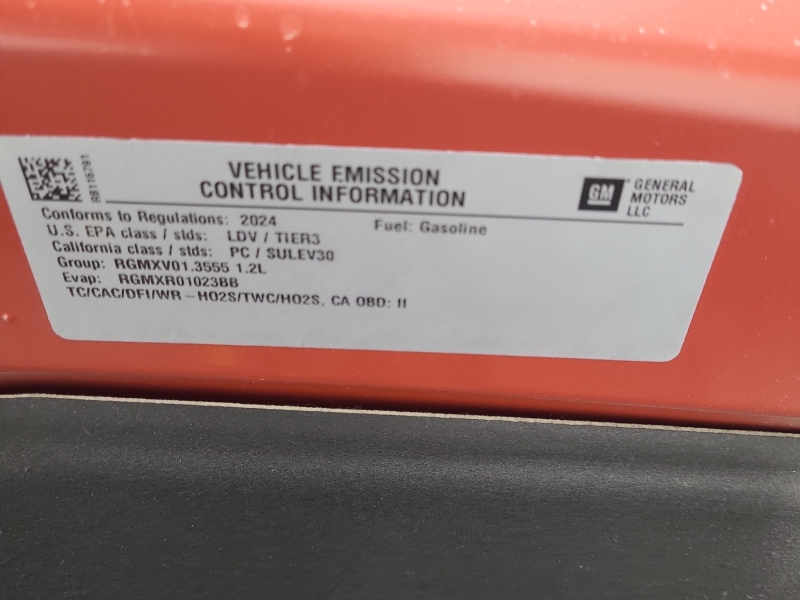 RB116791
VEHICLE EMISSION
CONTROL INFORMATION
GM
GENERAL
MOTORS
LLC
Conforms to Regulations: 2024
Fuel: Gasoline
U.S. EPA class / stds: LDV / TIER3
California class / stds: PC / SULEV30
Group: RGMXV01.3555 1.2L
Evap: RGMXR01023BB
TC/CAC/DFI/WR-HO2S/TWC/HO2S, CA OBD: II